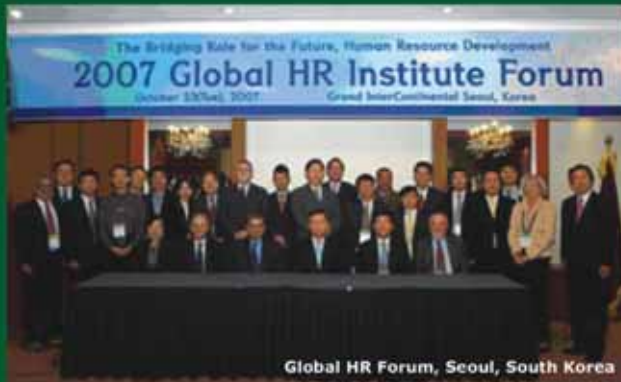 The Bridging Role for the Future, Human Resource Development
2007 Global HR Institute Forum
October 23(Tue), 2007 Grand InterContinental Seoul, Korea
Global HR Forum, Seoul, South Korea